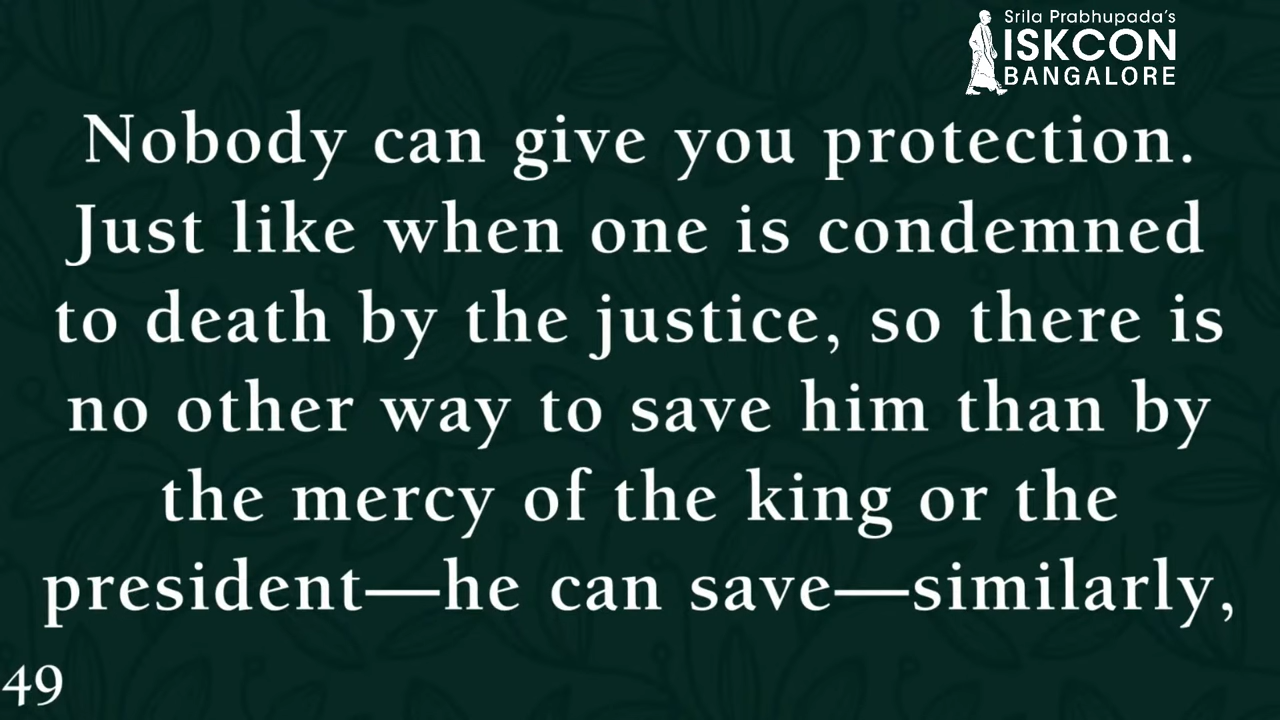 Srila Prabhupada's
ISKCON
BANGALORE
Nobody can give you protection.
Just like when one is condemned
to death by the justice, so there is
no other way to save him than by
the mercy of the king or the
president—he can save—similarly,
49